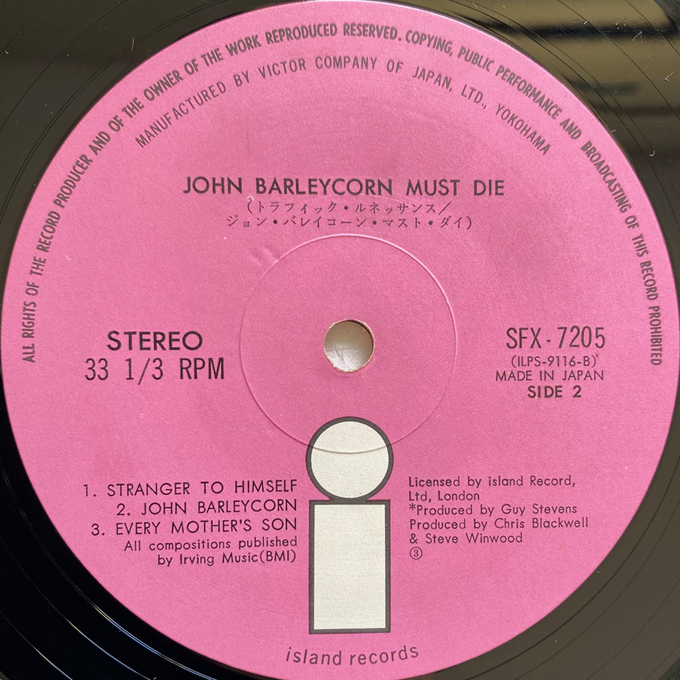 ALL RIGHTS OF THE RECORD PRODUCER AND OF THE OWNER OF THE WORK REPRODUCED RESERVED. COPYING, PUBLIC PERFORMANCE AND BROADCASTING OF THIS RECORD PROHIBITED
MANUFACTURED BY VICTOR COMPANY OF JAPAN, LTD., YOKOHAMA
JOHN BARLEYCORN MUST DIE
(トラフィック・ルネッサンス/
ジョン・バレイコーン・マスト・ダイ)
STEREO
33 1/3 RPM
SFX-7205
(ILPS-9116-B)*
MADE IN JAPAN
SIDE 2
1. STRANGER TO HIMSELF
2. JOHN BARLEYCORN
3. EVERY MOTHER'S SON
All compositions published
by Irving Music(BMI)
Licensed by island Record,
Ltd, London
*Produced by Guy Stevens
Produced by Chris Blackwell
& Steve Winwood
③
i
island records